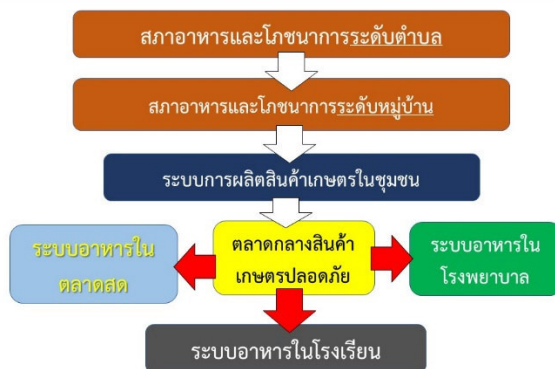 สภาอาหารและโภชนาการระดับตำบล
สภาอาหารและโภชนาการระดับหมู่บ้าน
ระบบการผลิตสินค้าเกษตรในชุมชน
ระบบอาหารใน
ตลาดสด
ตลาดกลางสินค้า
เกษตรปลอดภัย
ระบบอาหารใน
โรงพยาบาล
ระบบอาหารในโรงเรียน